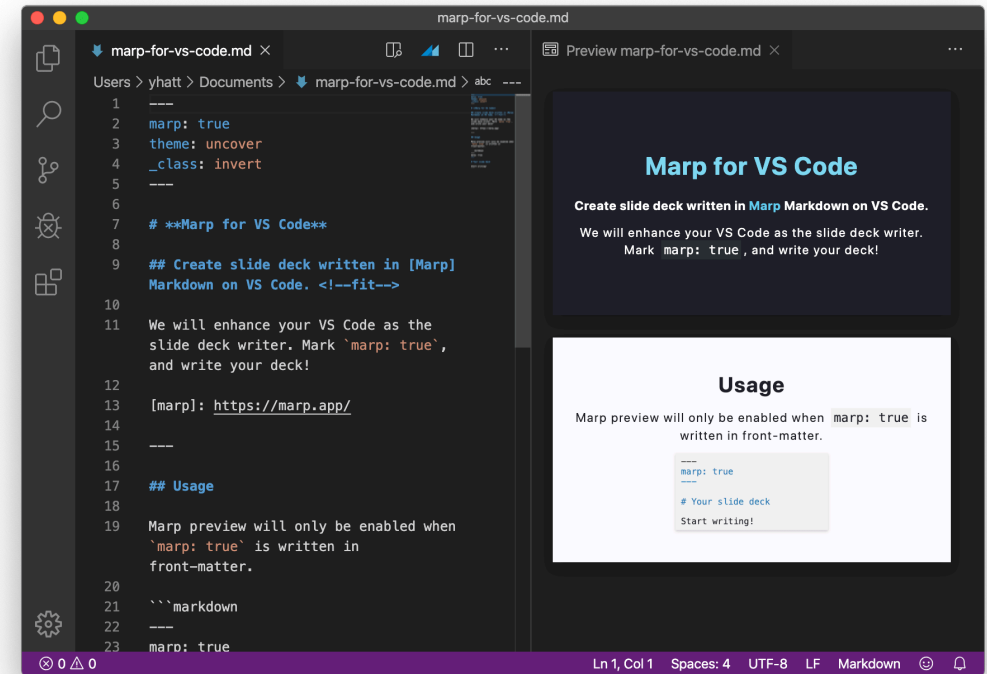 marp-for-vs-code.md
marp-for-vs-code.md
Preview marp-for-vs-code.md
Users > yhatt > Documents > marp-for-vs-code.md > abc ---
1 ---
2 marp: true
3 theme: uncover
4 _class: invert
5 ---
6
7 # **Marp for VS Code**
8
9 ## Create slide deck written in [Marp]
Markdown on VS Code. <!--fit-->
10
11 We will enhance your VS Code as the
slide deck writer. Mark `marp: true`,
and write your deck!
12
13 [marp]: https://marp.app/
14
15 ---
16
17 ## Usage
18
19 Marp preview will only be enabled when
`marp: true` is written in
front-matter.
20
21 ```markdown
22 ---
23 marp: true
Marp for VS Code
Create slide deck written in Marp Markdown on VS Code.
We will enhance your VS Code as the slide deck writer.
Mark marp: true , and write your deck!
Usage
Marp preview will only be enabled when marp: true is
written in front-matter.
---
marp: true
---
# Your slide deck
Start writing!
0 0
Ln 1, Col 1 Spaces: 4 UTF-8 LF Markdown